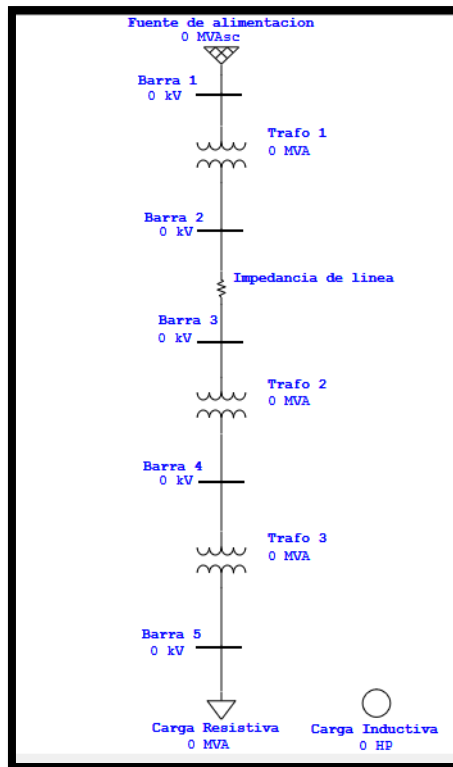 Fuente de alimentacion
0 MVAsc
Barra 1
0 kV
Trafo 1
0 MVA
Barra 2
0 kV
Impedancia de linea
Barra 3
0 kV
Trafo 2
0 MVA
Barra 4
0 kV
Trafo 3
0 MVA
Barra 5
0 kV
Carga Resistiva
0 MVA
Carga Inductiva
0 HP